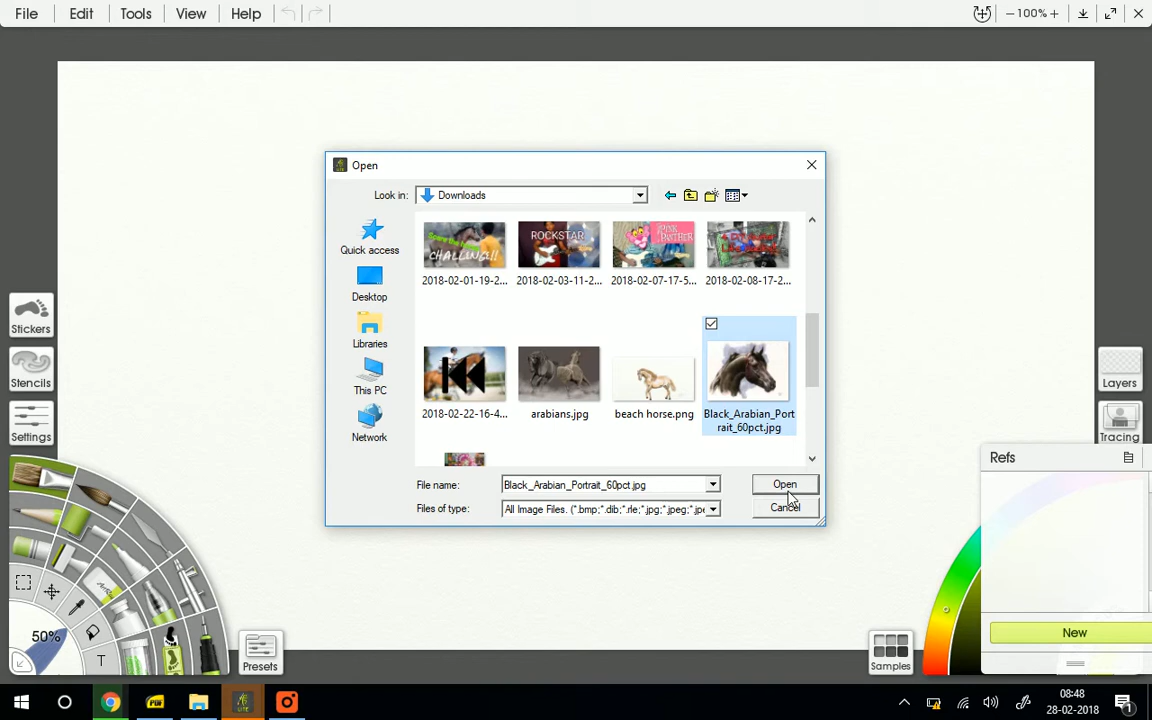 File Edit Tools View Help
100%
Open
Look in: Downloads
Quick access
Desktop
Libraries
This PC
Network
CHALLING!!
ROCKSTAR
PINK PANTHER
2018-02-01-19-2...
2018-02-03-11-2...
2018-02-07-17-5...
2018-02-08-17-2...
2018-02-22-16-4...
arabians.jpg
beach horse.png
Black_Arabian_Port
rait_60pct.jpg
File name: Black_Arabian_Portrait_60pct.jpg
Open
Files of type: All Image Files. (*.bmp;*.dib;*.rle;*.jpg;*.jpeg;*.jpe
Cancel
Stickers
Stencils
Settings
Layers
Tracing
Refs
New
50%
T
Presets
Samples
LITE
08:48
28-02-2018
1